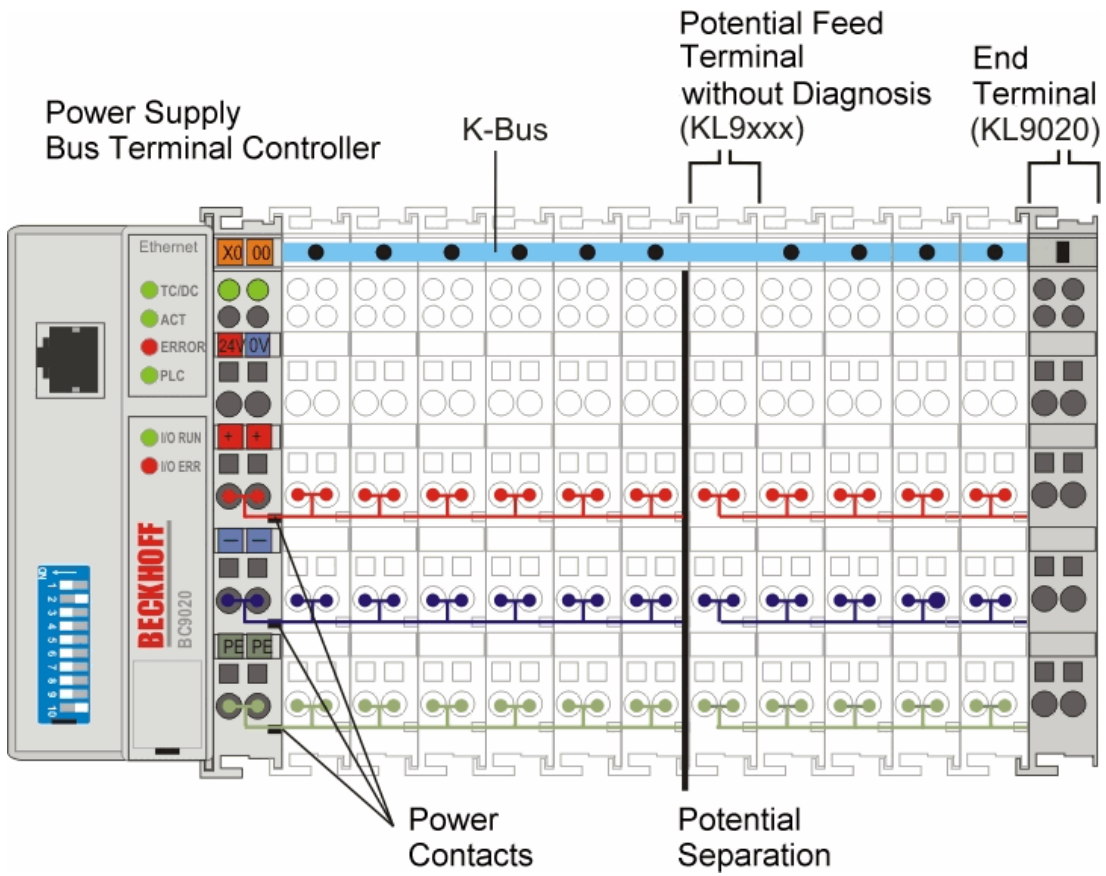 Potential Feed
Terminal
without Diagnosis
(KL9xxx)
End
Terminal
(KL9020)
Power Supply
Bus Terminal Controller
K-Bus
Ethernet
TC/DC
ACT
ERROR
PLC
I/O RUN
I/O ERR
BECKHOFF
BC9020
ON
1
2
3
4
5
6
7
8
9
10
X0 00
24V 0V
+ +
— —
PE PE
Power
Contacts
Potential
Separation